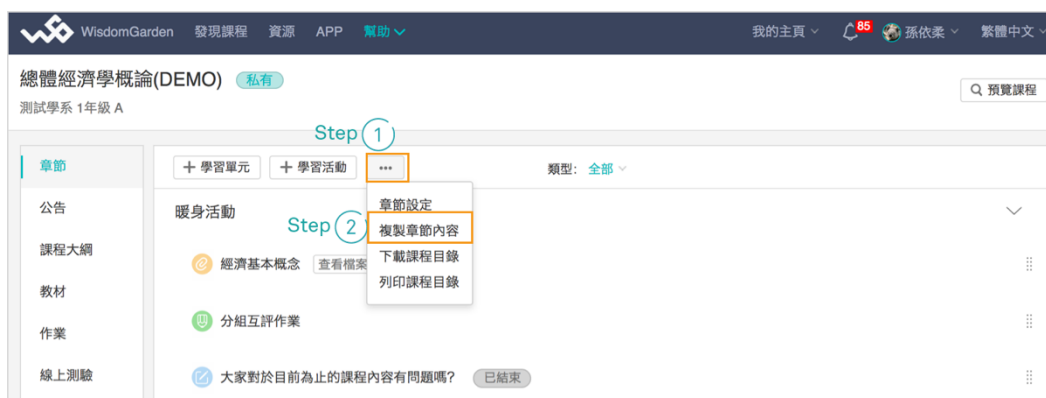 WisdomGarden 發現課程 資源 APP 幫助 我的主頁 85 孫依柔 繁體中文
總體經濟學概論(DEMO) 私有
預覽課程
測試學系 1年級 A
Step 1
章節 + 學習單元 + 學習活動 ••• 類型: 全部
公告
暖身活動
章節設定
Step 2
複製章節內容
課程大綱
經濟基本概念 查看檔案
下載課程目錄
列印課程目錄
教材
分組互評作業
作業
線上測驗
大家對於目前為止的課程內容有問題嗎? 已結束